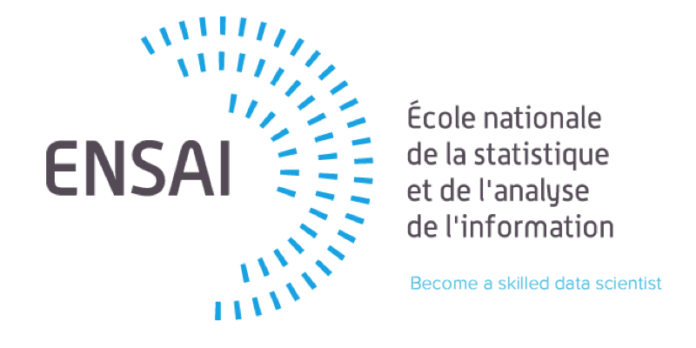 ENSAI
École nationale
de la statistique
et de l'analyse
de l'information
Become a skilled data scientist